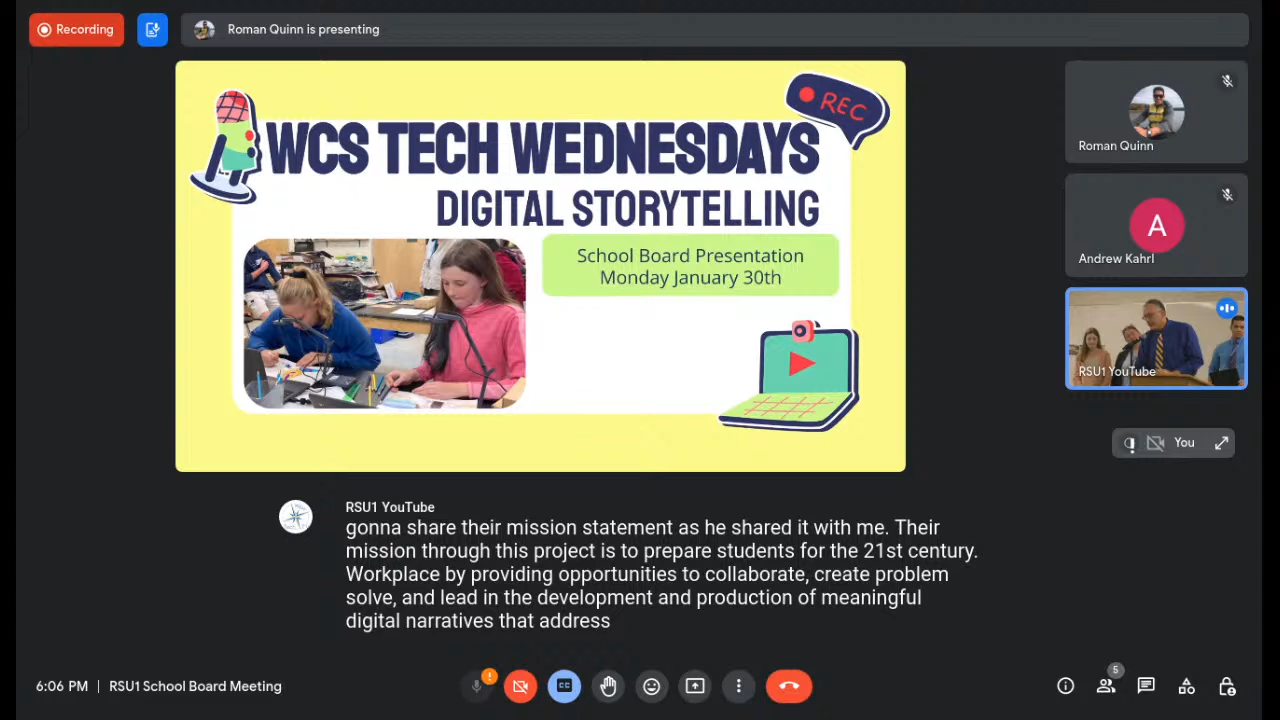 Recording
Roman Quinn is presenting
REC
WCS TECH WEDNESDAYS
DIGITAL STORYTELLING
School Board Presentation
Monday January 30th
Roman Quinn
A
Andrew Kahrl
RSU1 YouTube
You
RSU1 YouTube
gonna share their mission statement as he shared it with me. Their
mission through this project is to prepare students for the 21st century.
Workplace by providing opportunities to collaborate, create problem
solve, and lead in the development and production of meaningful
digital narratives that address
6:06 PM | RSU1 School Board Meeting
CC
5